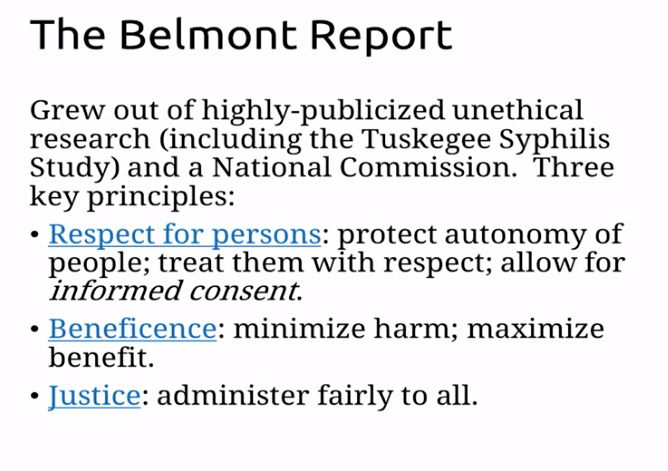 The Belmont Report
Grew out of highly-publicized unethical
research (including the Tuskegee Syphilis
Study) and a National Commission.  Three
key principles:
• Respect for persons: protect autonomy of
people; treat them with respect; allow for
informed consent.
• Beneficence: minimize harm; maximize
benefit.
• Justice: administer fairly to all.